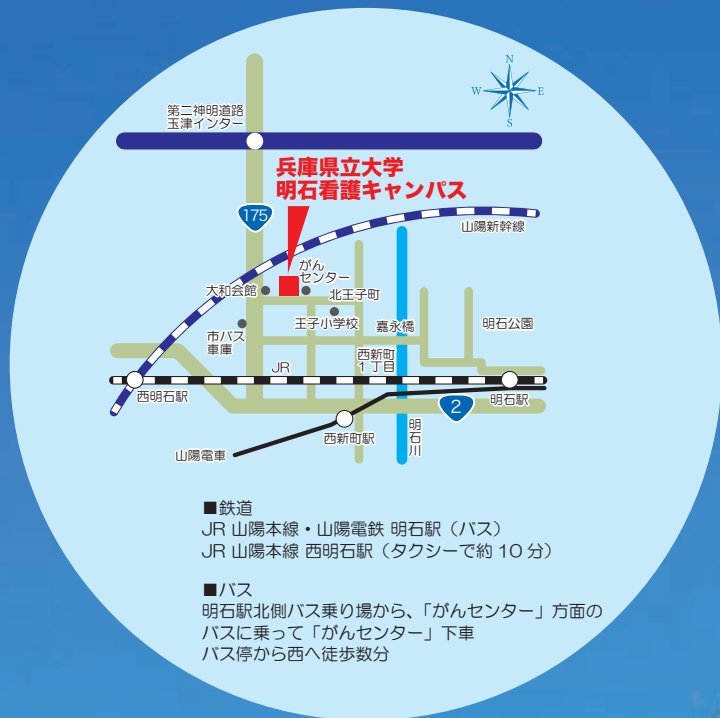 N
W E
S
第二神明道路
玉津インター
兵庫県立大学
明石看護キャンパス
175
山陽新幹線
がん
センター
大和会館
北王子町
王子小学校
嘉永橋
明石公園
市バス
車庫
西新町
1丁目
JR
西明石駅
明石駅
2
西新町駅
明石川
山陽電車
■鉄道
JR 山陽本線・山陽電鉄 明石駅（バス）
JR 山陽本線 西明石駅（タクシーで約 10 分）
■バス
明石駅北側バス乗り場から、「がんセンター」方面の
バスに乗って「がんセンター」下車
バス停から西へ徒歩数分